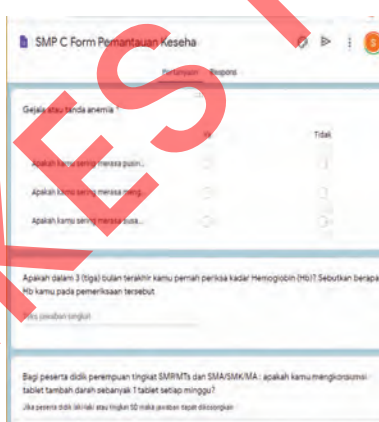 SMP C Form Pemantauan Keseha
Pertanyaan Respons
Gejala atau tanda anemia
Ya Tidak
Apakah kamu sering merasa pusin...
Apakah kamu sering merasa meng...
Apakah kamu sering merasa susa...
Apakah dalam 3 (tiga) bulan terakhir kamu pernah periksa kadar Hemoglobin (Hb)? Sebutkan berapa
Hb kamu pada pemeriksaan tersebut
Teks jawaban singkat
Bagi peserta didik perempuan tingkat SMP/MTs dan SMA/SMK/MA : apakah kamu mengkonsumsi
tablet tambah darah sebanyak 1 tablet setiap minggu?
Jika peserta didik laki-laki atau tingkat SD maka jawaban dapat dikosongkan
KEST